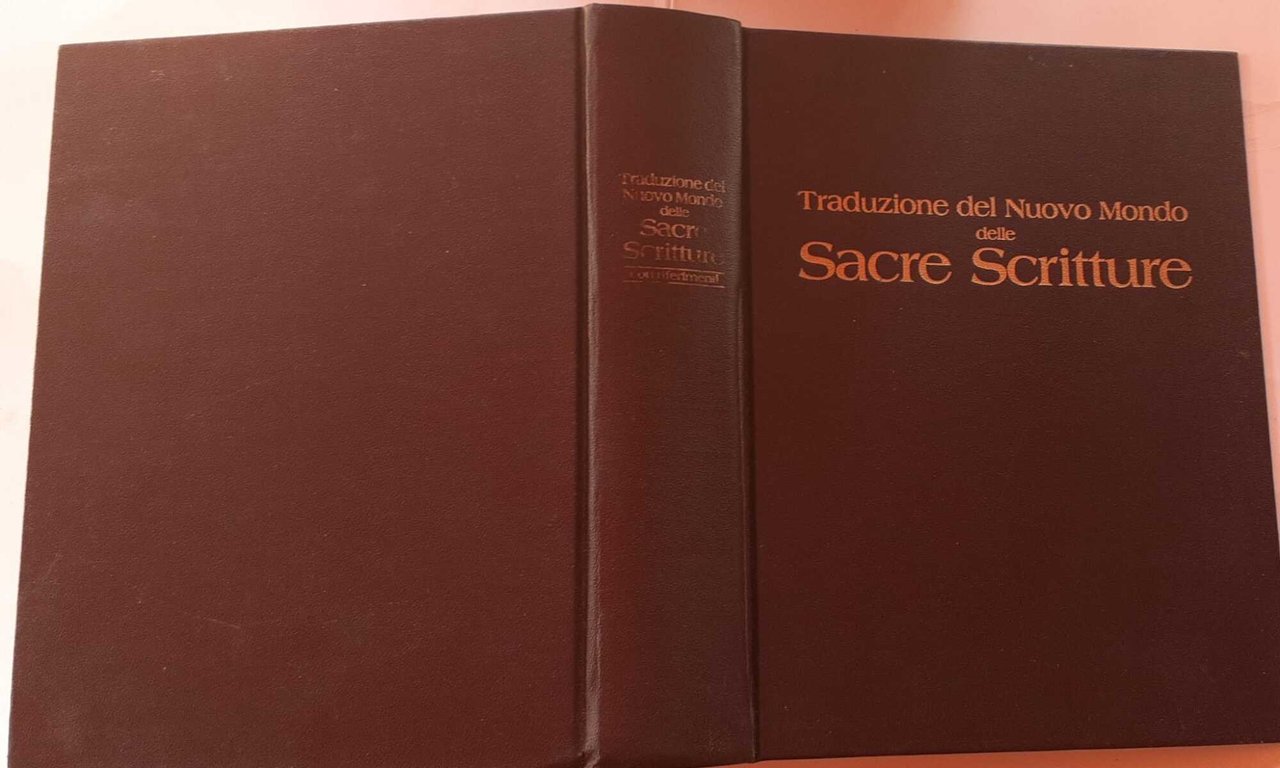 Traduzione del
Nuovo Mondo
delle
Sacre
Scritture
con riferimenti
Traduzione del Nuovo Mondo
delle
Sacre Scritture